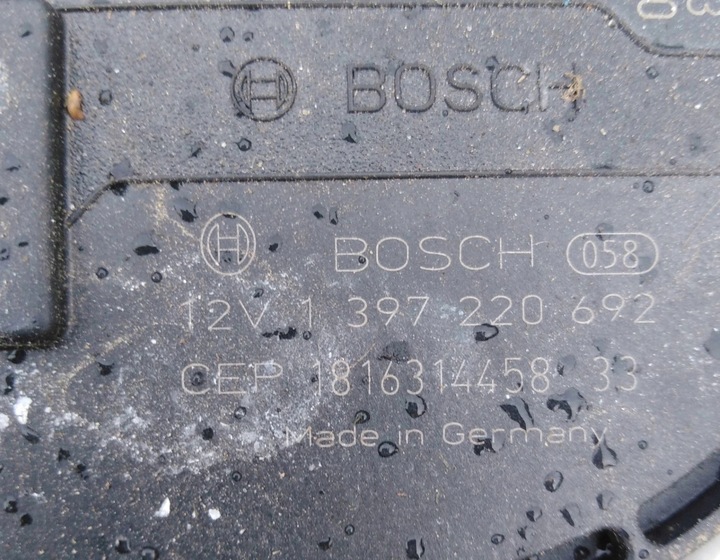 BOSCH
BOSCH 058
12V 1 397 220 692
CEP 1816314458 33
Made in Germany